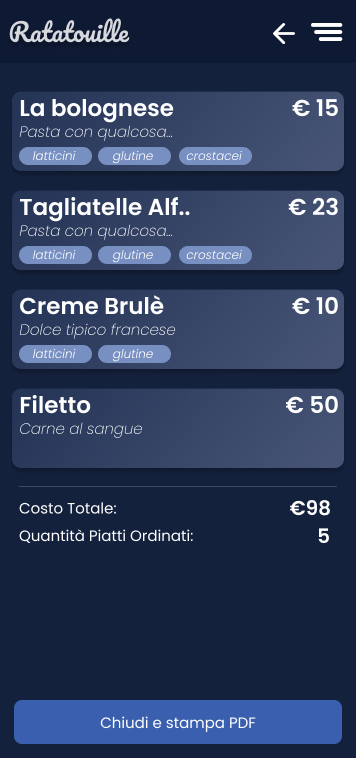 Ratatouille
La bolognese € 15
Pasta con qualcosa...
latticini glutine crostacei
Tagliatelle Alf.. € 23
Pasta con qualcosa...
latticini glutine crostacei
Creme Brulè € 10
Dolce tipico francese
latticini glutine
Filetto € 50
Carne al sangue
Costo Totale: €98
Quantità Piatti Ordinati: 5
Chiudi e stampa PDF